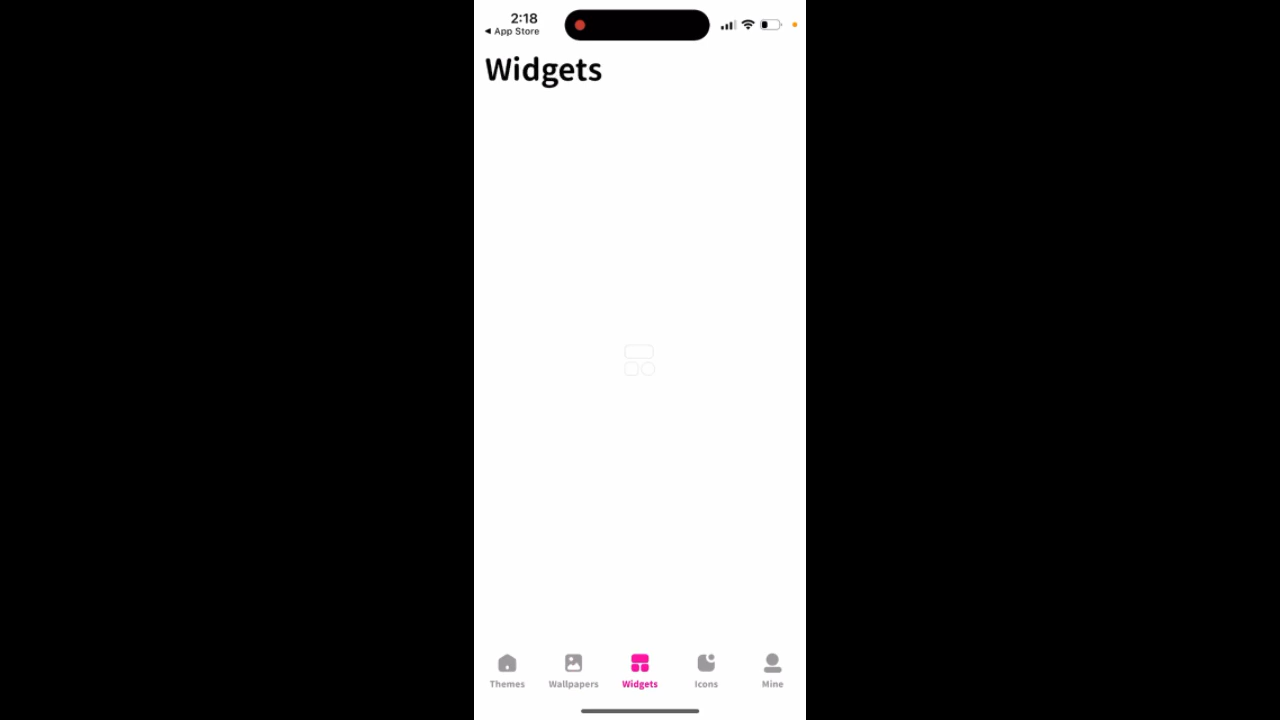 2:18
◀ App Store
Widgets
Themes
Wallpapers
Widgets
Icons
Mine